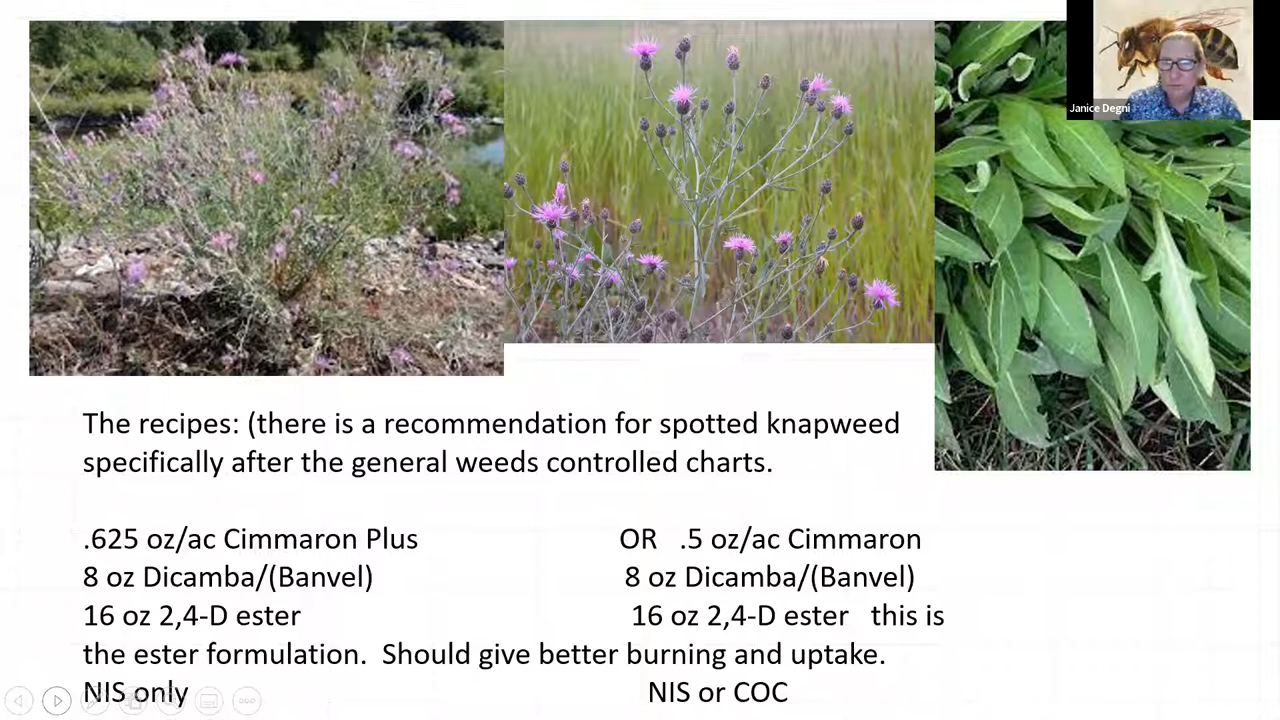 Janice Degni
The recipes: (there is a recommendation for spotted knapweed
specifically after the general weeds controlled charts.
.625 oz/ac Cimmaron Plus OR .5 oz/ac Cimmaron
8 oz Dicamba/(Banvel) 8 oz Dicamba/(Banvel)
16 oz 2,4-D ester 16 oz 2,4-D ester this is
the ester formulation. Should give better burning and uptake.
NIS only NIS or COC